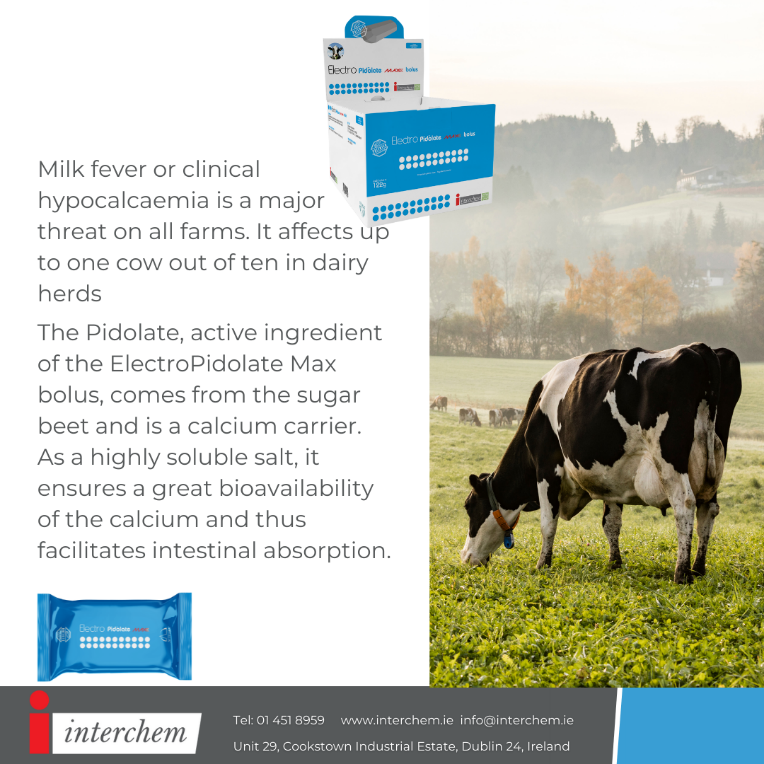 Electro Pidolate MAX bolus
interchem
Electro Pidolate MAX bolus
interchem
Milk fever or clinical
hypocalcaemia is a major
threat on all farms. It affects up
to one cow out of ten in dairy
herds
The Pidolate, active ingredient
of the ElectroPidolate Max
bolus, comes from the sugar
beet and is a calcium carrier.
As a highly soluble salt, it
ensures a great bioavailability
of the calcium and thus
facilitates intestinal absorption.
Electro Pidolate MAX
interchem
Tel: 01 451 8959 www.interchem.ie info@interchem.ie
Unit 29, Cookstown Industrial Estate, Dublin 24, Ireland